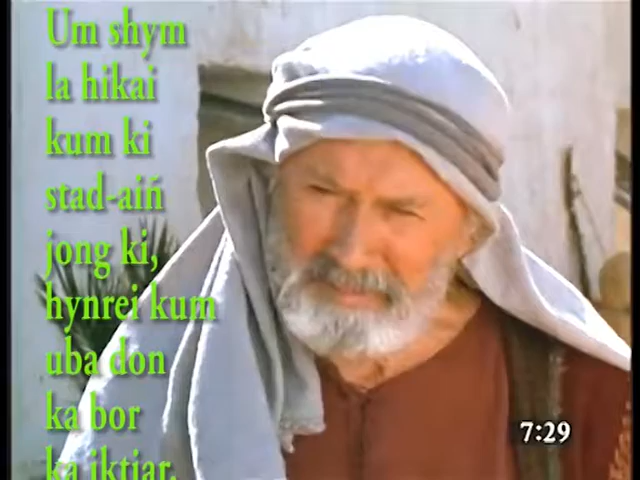 Um shym
la hikai
kum ki
stad-aiń
jong ki,
hynrei kum
uba don
ka bor
ka iktiar.
7:29